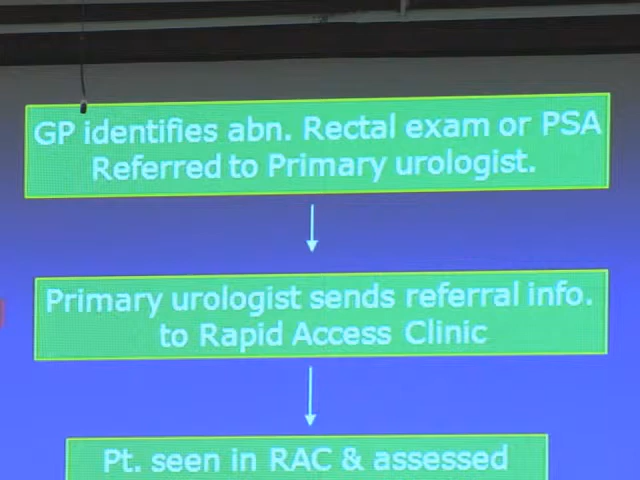 GP identifies abn. Rectal exam or PSA
Referred to Primary urologist.
Primary urologist sends referral info.
to Rapid Access Clinic
Pt. seen in RAC & assessed